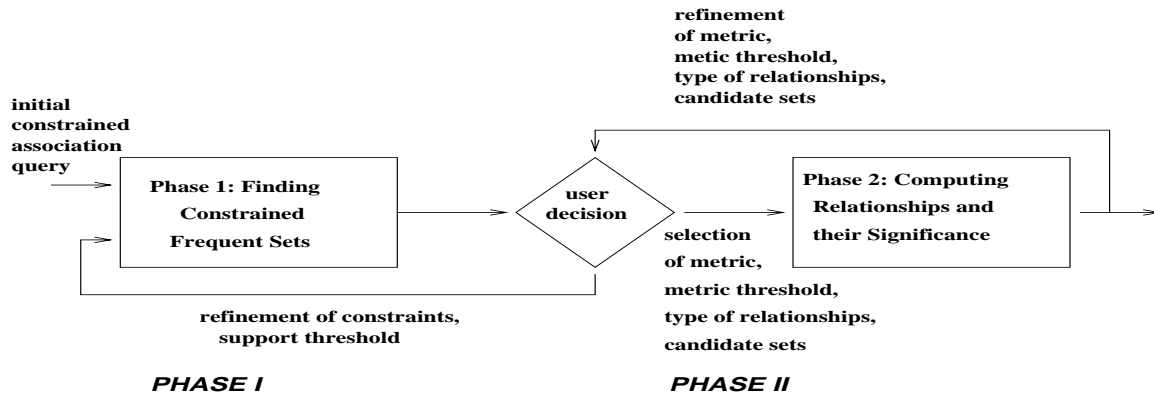 refinement
of metric,
metic threshold,
type of relationships,
candidate sets
initial
constrained
association
query
Phase 1: Finding
Constrained
Frequent Sets
user
decision
Phase 2: Computing
Relationships and
their Significance
selection
of metric,
metric threshold,
type of relationships,
candidate sets
refinement of constraints,
support threshold
PHASE I
PHASE II